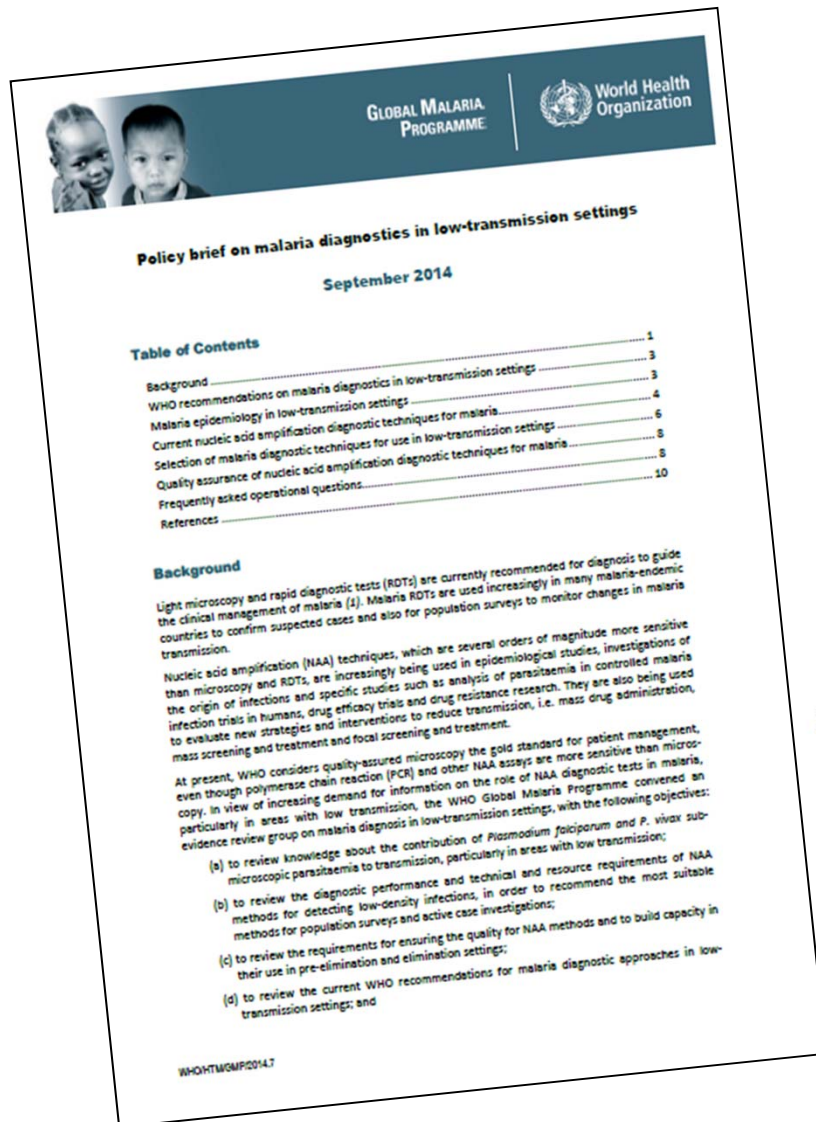 GLOBAL MALARIA
PROGRAMME
World Health
Organization
Policy brief on malaria diagnostics in low-transmission settings
September 2014
Table of Contents
Background ........................................ 1
WHO recommendations on malaria diagnostics in low-transmission settings ........................................ 3
Malaria epidemiology in low-transmission settings ........................................ 3
Current nucleic acid amplification diagnostic techniques for malaria ........................................ 4
Selection of malaria diagnostic techniques for use in low-transmission settings ........................................ 6
Quality assurance of nucleic acid amplification diagnostic techniques for malaria ........................................ 8
Frequently asked operational questions ........................................ 8
References ........................................ 10
Background
Light microscopy and rapid diagnostic tests (RDTs) are currently recommended for diagnosis to guide
the clinical management of malaria (1). Malaria RDTs are used increasingly in many malaria-endemic
countries to confirm suspected cases and also for population surveys to monitor changes in malaria
transmission.
Nucleic acid amplification (NAA) techniques, which are several orders of magnitude more sensitive
than microscopy and RDTs, are increasingly being used in epidemiological studies, investigations of
the origin of infections and specific studies such as analysis of parasitaemia in controlled malaria
infection trials in humans, drug efficacy trials and drug resistance research. They are also being used
to evaluate new strategies and interventions to reduce transmission, i.e. mass drug administration,
mass screening and treatment and focal screening and treatment.
At present, WHO considers quality-assured microscopy the gold standard for patient management,
even though polymerase chain reaction (PCR) and other NAA assays are more sensitive than micros-
copy. In view of increasing demand for information on the role of NAA diagnostic tests in malaria,
particularly in areas with low transmission, the WHO Global Malaria Programme convened an
evidence review group on malaria diagnosis in low-transmission settings, with the following objectives:
(a) to review knowledge about the contribution of Plasmodium falciparum and P. vivax sub-
microscopic parasitaemia to transmission, particularly in areas with low transmission;
(b) to review the diagnostic performance and technical and resource requirements of NAA
methods for detecting low-density infections, in order to recommend the most suitable
methods for population surveys and active case investigations;
(c) to review the requirements for ensuring the quality for NAA methods and to build capacity in
their use in pre-elimination and elimination settings;
(d) to review the current WHO recommendations for malaria diagnostic approaches in low-
transmission settings; and
WHO/HTM/GMP/2014.7